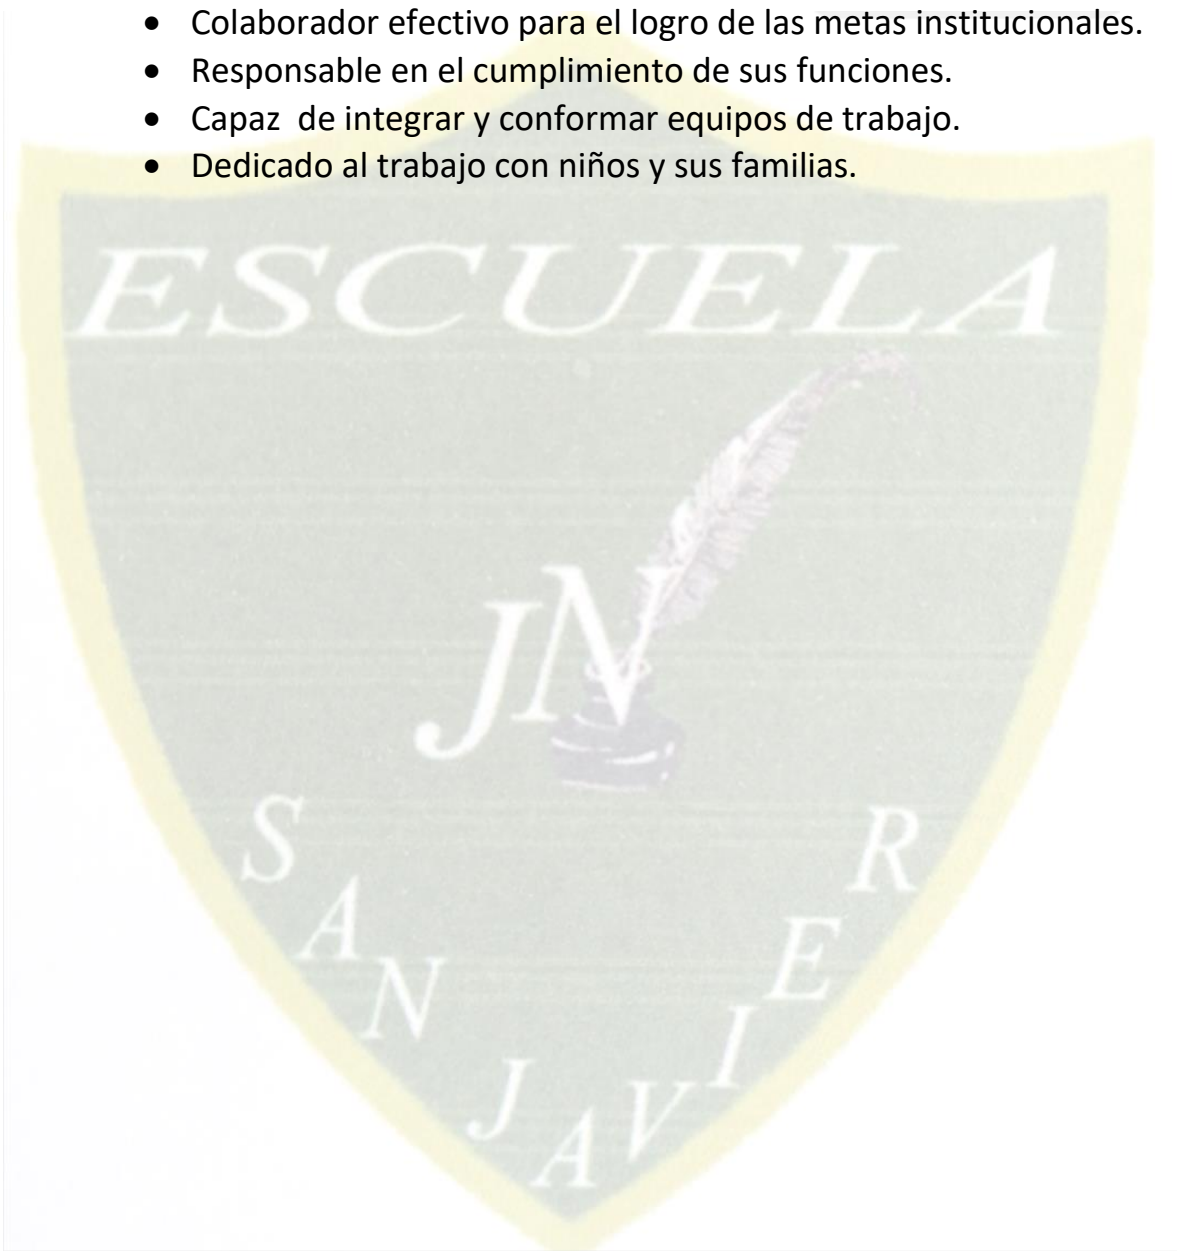 • Colaborador efectivo para el logro de las metas institucionales.
• Responsable en el cumplimiento de sus funciones.
• Capaz  de integrar y conformar equipos de trabajo.
• Dedicado al trabajo con niños y sus familias.
ESCUELA
JN
SAN JAVIER